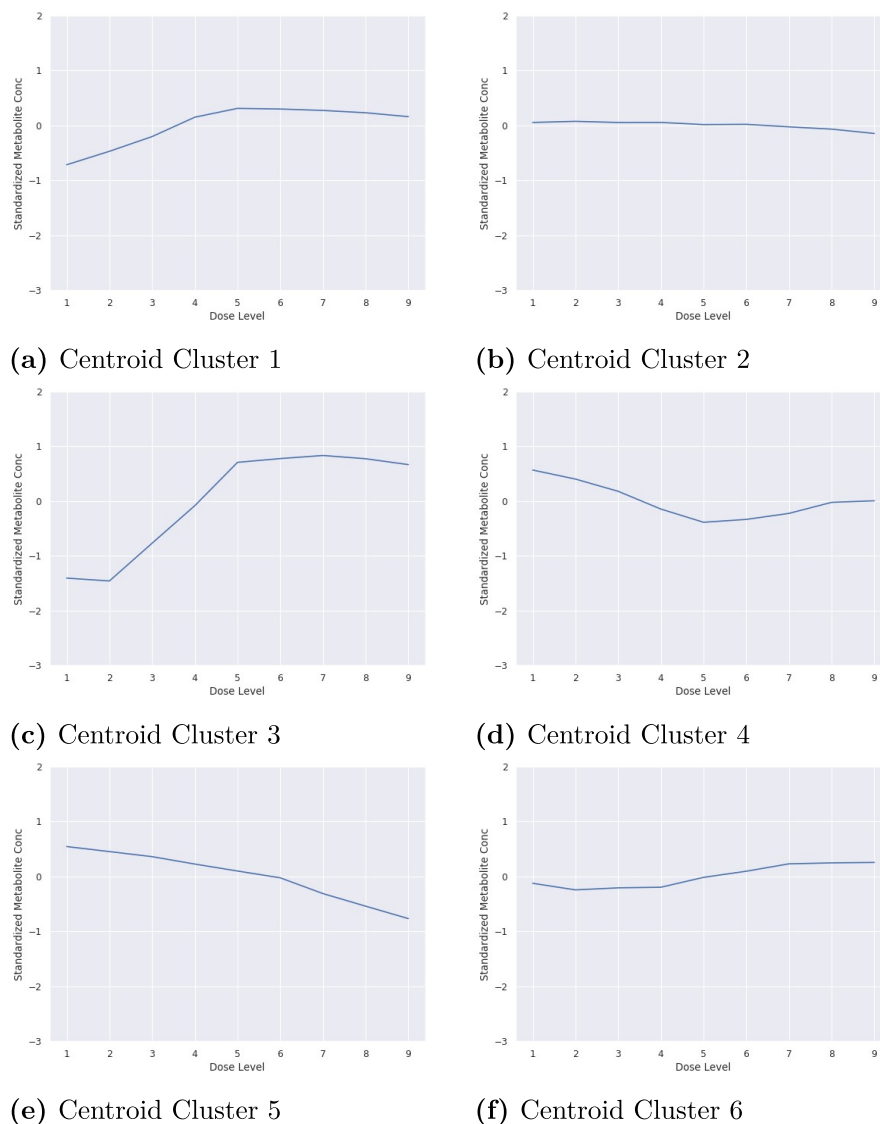 2
1
0
−1
−2
−3
Standardized Metabolite Conc
1 2 3 4 5 6 7 8 9
Dose Level
(a) Centroid Cluster 1
2
1
0
−1
−2
−3
Standardized Metabolite Conc
1 2 3 4 5 6 7 8 9
Dose Level
(b) Centroid Cluster 2
2
1
0
−1
−2
−3
Standardized Metabolite Conc
1 2 3 4 5 6 7 8 9
Dose Level
(c) Centroid Cluster 3
2
1
0
−1
−2
−3
Standardized Metabolite Conc
1 2 3 4 5 6 7 8 9
Dose Level
(d) Centroid Cluster 4
2
1
0
−1
−2
−3
Standardized Metabolite Conc
1 2 3 4 5 6 7 8 9
Dose Level
(e) Centroid Cluster 5
2
1
0
−1
−2
−3
Standardized Metabolite Conc
1 2 3 4 5 6 7 8 9
Dose Level
(f) Centroid Cluster 6